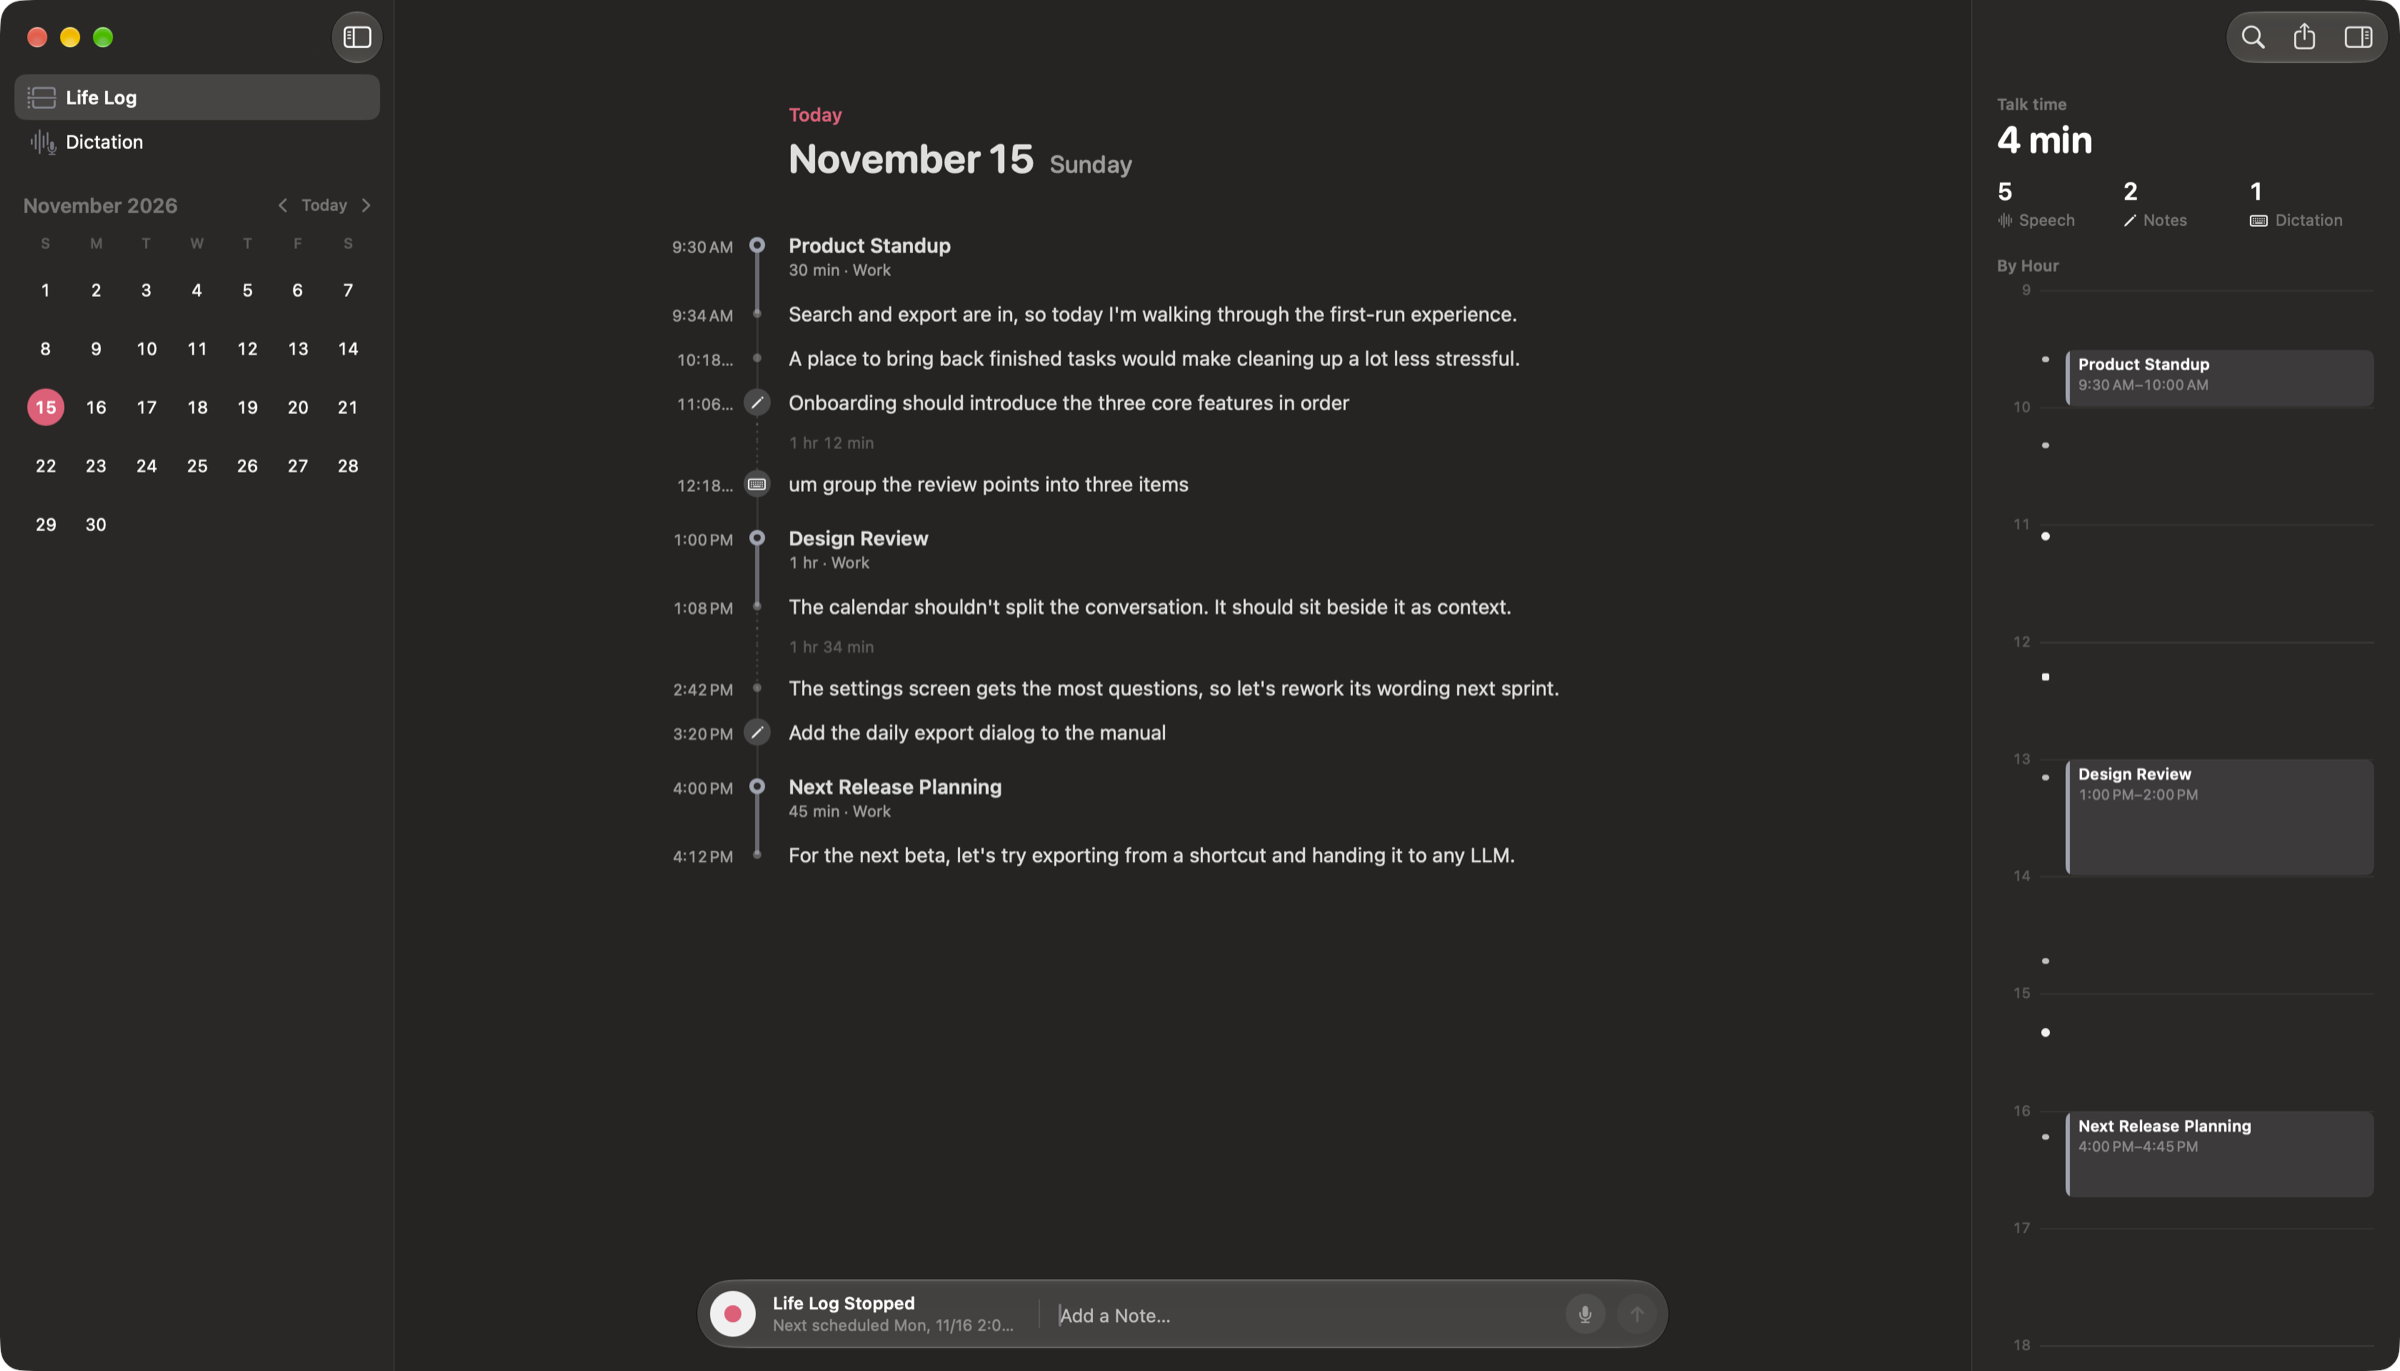 Life Log
Dictation
November 2026
Today
S M T W T F S
1 2 3 4 5 6 7
8 9 10 11 12 13 14
15 16 17 18 19 20 21
22 23 24 25 26 27 28
29 30
Today
November 15 Sunday
9:30 AM Product Standup
30 min · Work
9:34 AM Search and export are in, so today I'm walking through the first-run experience.
10:18... A place to bring back finished tasks would make cleaning up a lot less stressful.
11:06... Onboarding should introduce the three core features in order
1 hr 12 min
12:18... um group the review points into three items
1:00 PM Design Review
1 hr · Work
1:08 PM The calendar shouldn't split the conversation. It should sit beside it as context.
1 hr 34 min
2:42 PM The settings screen gets the most questions, so let's rework its wording next sprint.
3:20 PM Add the daily export dialog to the manual
4:00 PM Next Release Planning
45 min · Work
4:12 PM For the next beta, let's try exporting from a shortcut and handing it to any LLM.
Life Log Stopped
Next scheduled Mon, 11/16 2:0...
Add a Note...
Talk time
4 min
5 2 1
Speech Notes Dictation
By Hour
9
Product Standup
9:30 AM–10:00 AM
10
11
12
13
Design Review
1:00 PM–2:00 PM
14
15
16
Next Release Planning
4:00 PM–4:45 PM
17
18